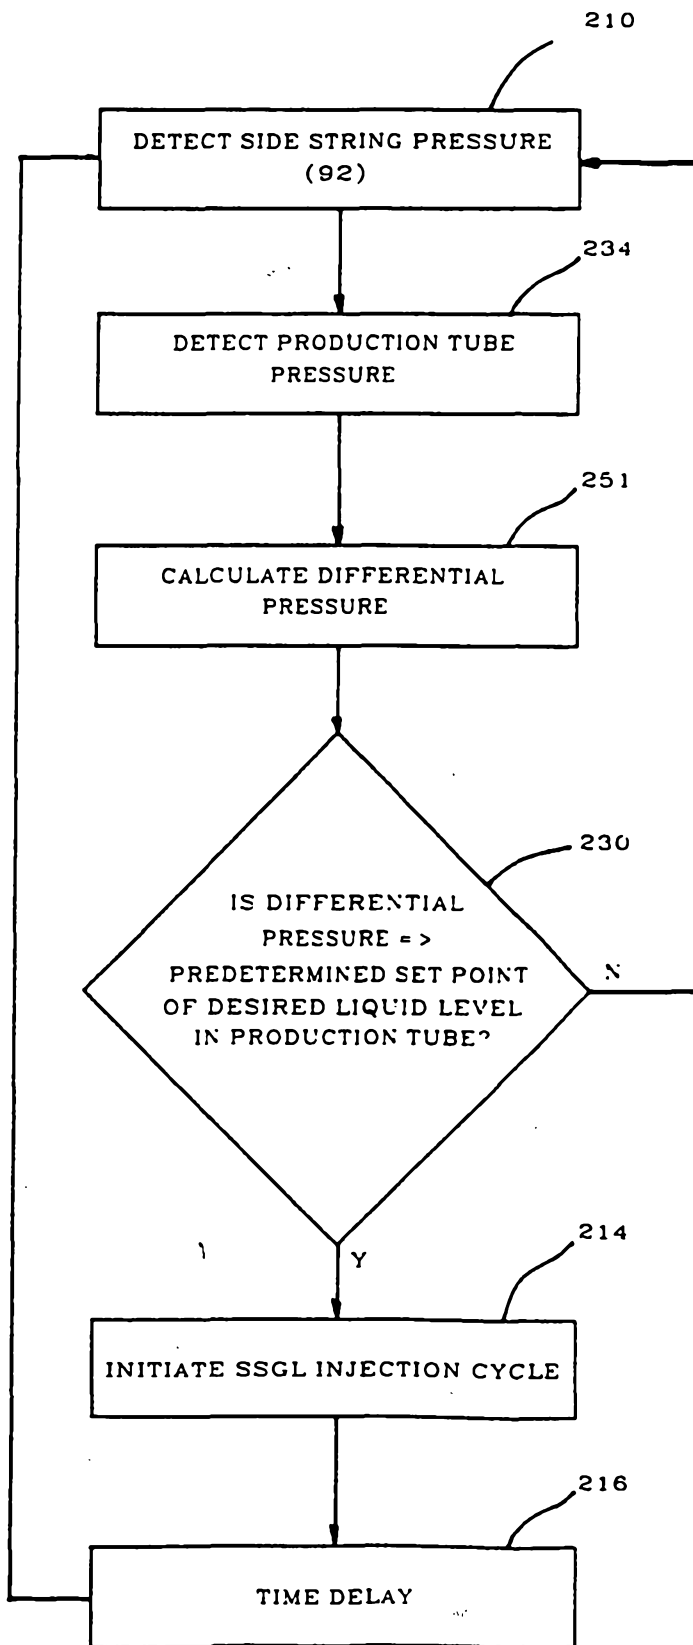 210
DETECT SIDE STRING PRESSURE
(92)
234
DETECT PRODUCTION TUBE
PRESSURE
251
CALCULATE DIFFERENTIAL
PRESSURE
230
IS DIFFERENTIAL
PRESSURE = >
PREDETERMINED SET POINT
OF DESIRED LIQUID LEVEL
IN PRODUCTION TUBE?
N
Y
214
INITIATE SSGL INJECTION CYCLE
216
TIME DELAY